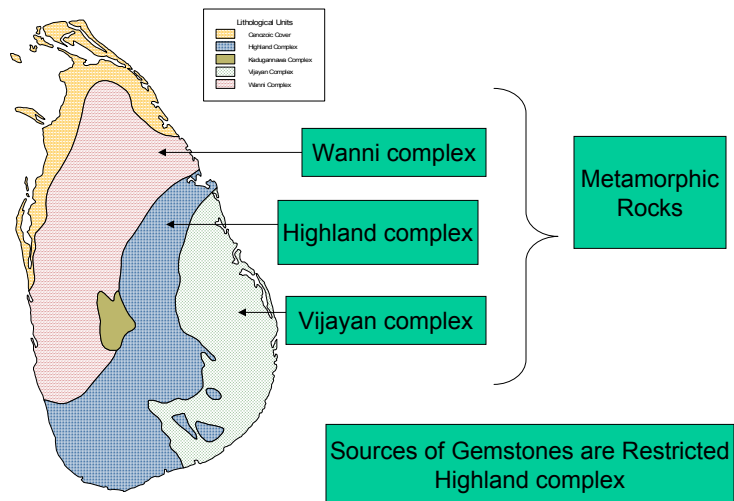 Lithological Units
Cenozoic Cover
Highland Complex
Kadugannawa Complex
Vijayan Complex
Wanni Complex
Wanni complex
Highland complex
Vijayan complex
Metamorphic
Rocks
Sources of Gemstones are Restricted
Highland complex